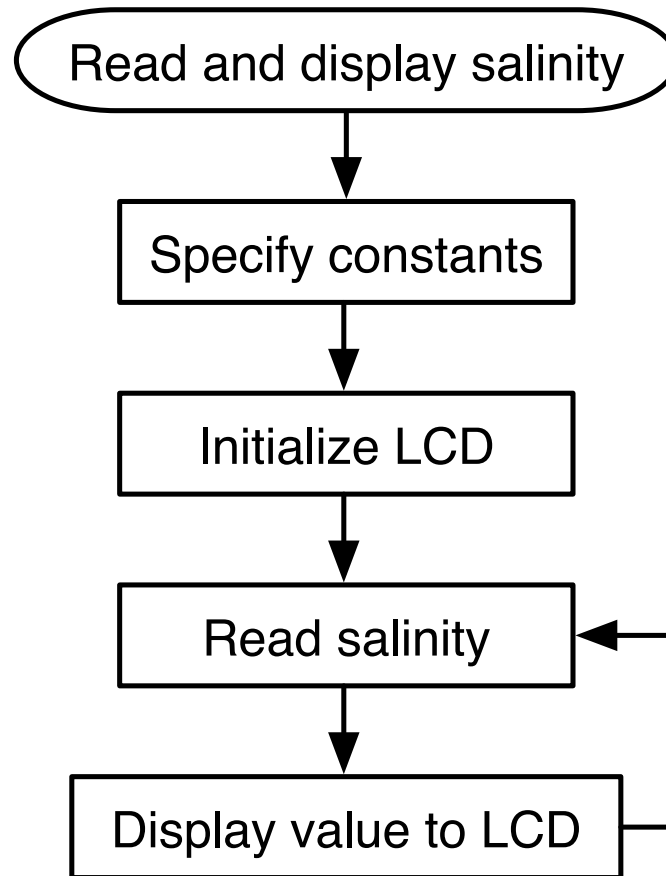 Read and display salinity
Specify constants
Initialize LCD
Read salinity
Display value to LCD